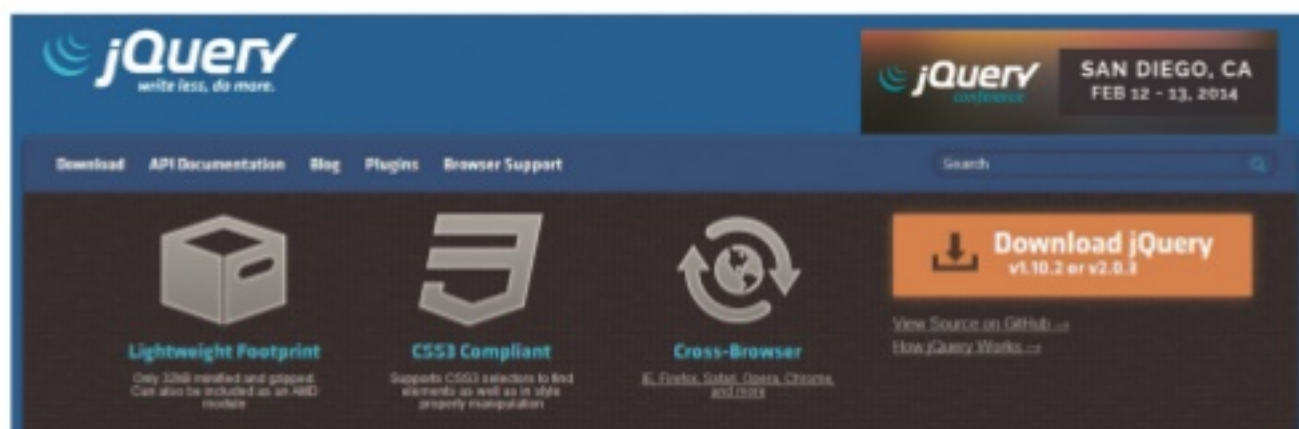 jQuery
write less, do more.
jQuery
conference
SAN DIEGO, CA
FEB 12 - 13, 2014
Download API Documentation Blog Plugins Browser Support
Search
Download jQuery
v1.10.2 or v2.0.3
View Source on GitHub →
How jQuery Works →
Lightweight Footprint
Only 32kB minified and gzipped.
Can also be included as an AMD
module
CSS3 Compliant
Supports CSS3 selectors to find
elements as well as in style
property manipulation
Cross-Browser
IE, Firefox, Safari, Opera, Chrome,
and more